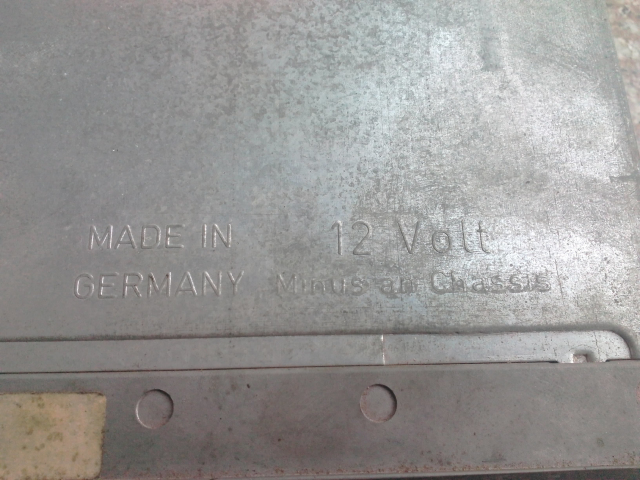 MADE IN 12 Volt
GERMANY Minus an Chassis